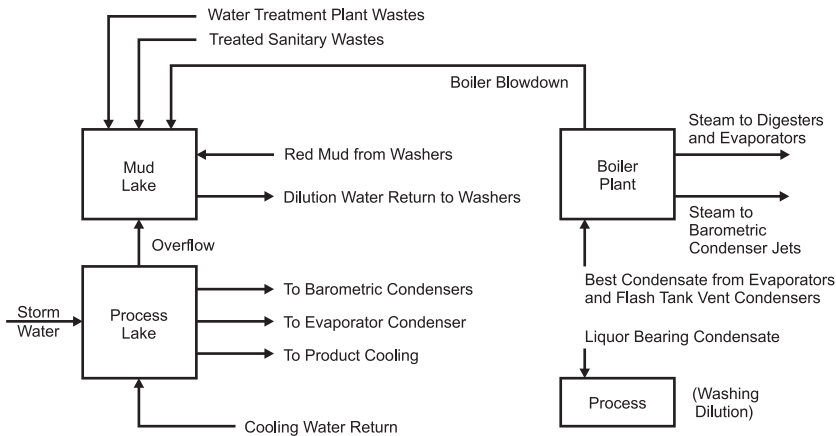 Water Treatment Plant Wastes
Treated Sanitary Wastes
Boiler Blowdown
Steam to Digesters
and Evaporators
Mud
Lake
Red Mud from Washers
Boiler
Plant
Dilution Water Return to Washers
Steam to
Barometric
Condenser Jets
Overflow
Best Condensate from Evaporators
and Flash Tank Vent Condensers
To Barometric Condensers
Storm
Water
Process
Lake
To Evaporator Condenser
Liquor Bearing Condensate
To Product Cooling
Process
(Washing
Dilution)
Cooling Water Return